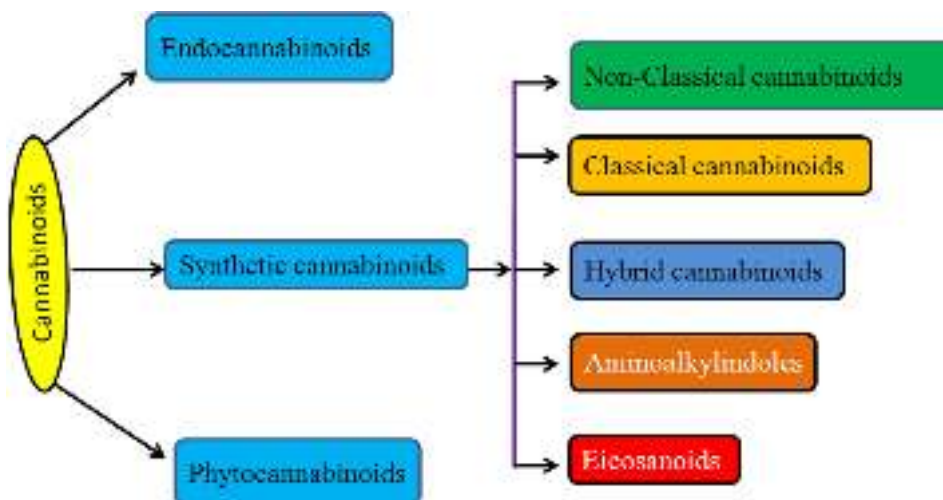 Endocannabinoids
Cannabinoids
Synthetic cannabinoids
Phytocannabinoids
Non-Classical cannabinoids
Classical cannabinoids
Hybrid cannabinoids
Aminoalkylindoles
Eicosanoids